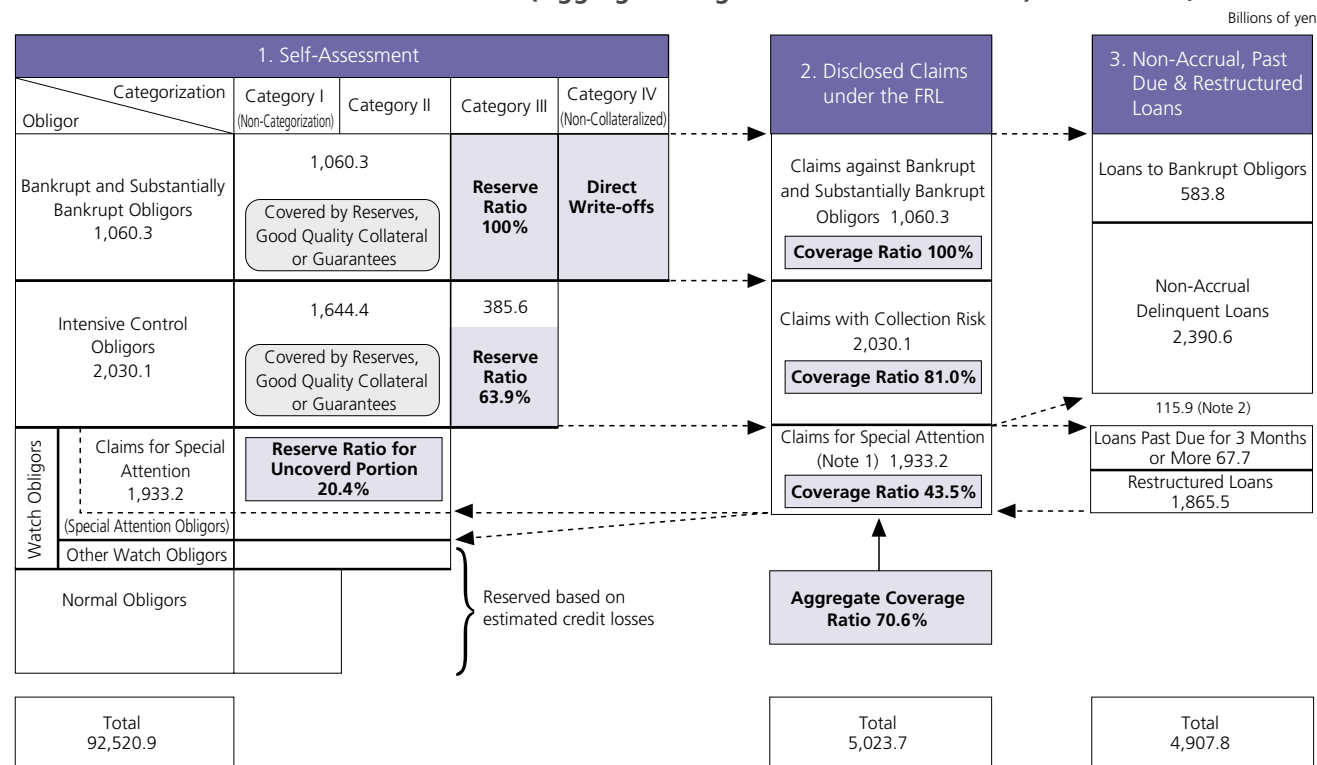 Billions of yen
1. Self-Assessment
Categorization
Obligor
Category I
(Non-Categorization)
Category II
Category III
Category IV
(Non-Collateralized)
Bankrupt and Substantially
Bankrupt Obligors
1,060.3
1,060.3
Covered by Reserves,
Good Quality Collateral
or Guarantees
Reserve
Ratio
100%
Direct
Write-offs
Intensive Control
Obligors
2,030.1
1,644.4
Covered by Reserves,
Good Quality Collateral
or Guarantees
385.6
Reserve
Ratio
63.9%
Watch Obligors
Claims for Special
Attention
1,933.2
(Special Attention Obligors)
Reserve Ratio for
Uncoverd Portion
20.4%
Other Watch Obligors
Normal Obligors
Reserved based on
estimated credit losses
Total
92,520.9
2. Disclosed Claims
under the FRL
Claims against Bankrupt
and Substantially Bankrupt
Obligors 1,060.3
Coverage Ratio 100%
Claims with Collection Risk
2,030.1
Coverage Ratio 81.0%
Claims for Special Attention
(Note 1) 1,933.2
Coverage Ratio 43.5%
Aggregate Coverage
Ratio 70.6%
Total
5,023.7
3. Non-Accrual, Past
Due & Restructured
Loans
Loans to Bankrupt Obligors
583.8
Non-Accrual
Delinquent Loans
2,390.6
115.9 (Note 2)
Loans Past Due for 3 Months
or More 67.7
Restructured Loans
1,865.5
Total
4,907.8